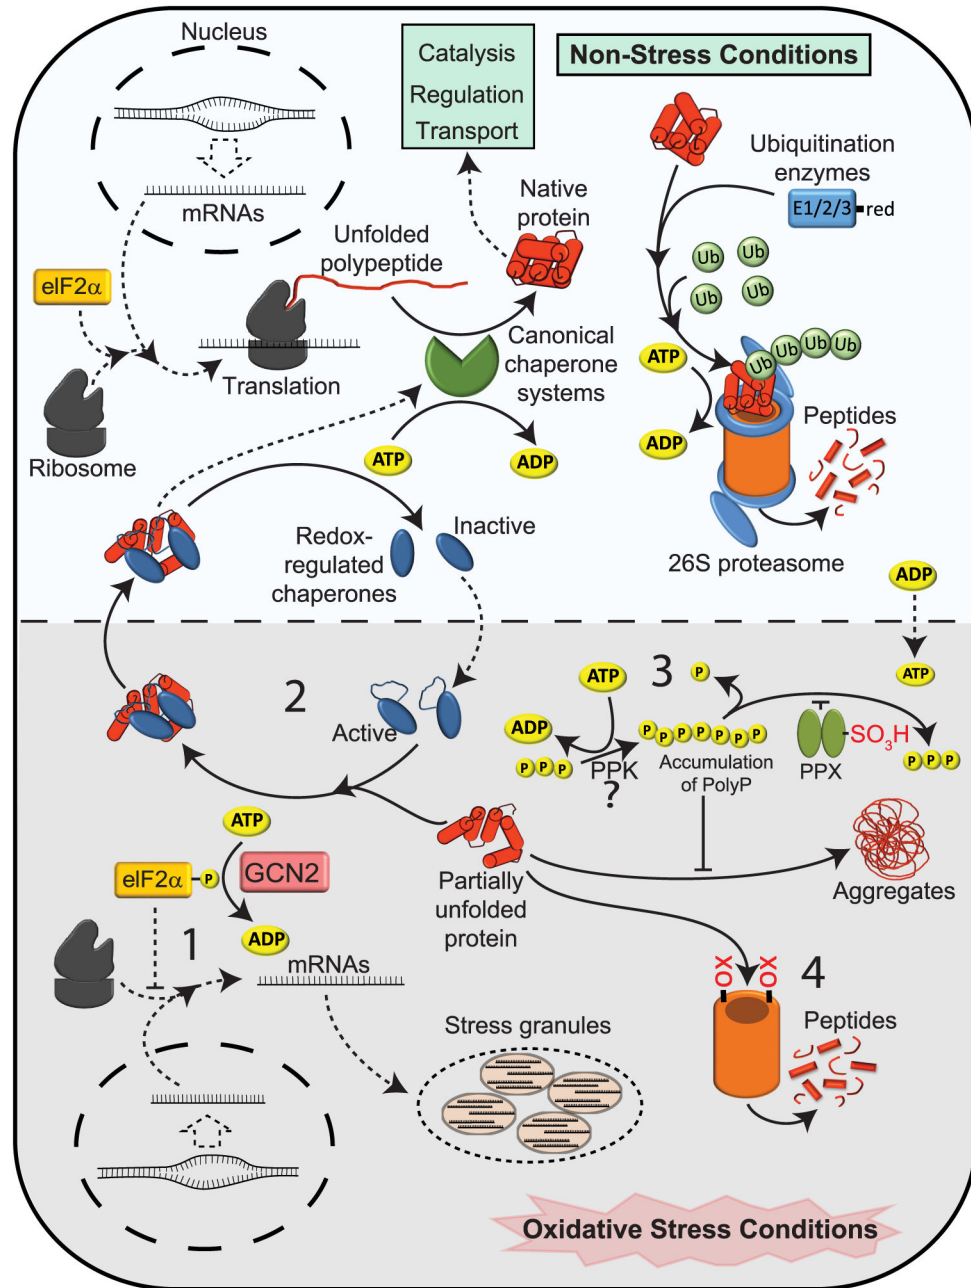 Nucleus
mRNAs
eIF2α
Ribosome
Translation
Unfolded
polypeptide
Catalysis
Regulation
Transport
Native
protein
Canonical
chaperone
systems
ATP
ADP
Non-Stress Conditions
Ubiquitination
enzymes
E1/2/3
red
Ub
Ub
Ub
Ub
Ub
Ub
Ub
Ub
ATP
ADP
Peptides
26S proteasome
Redox-
regulated
chaperones
Inactive
ADP
ATP
2
Active
3
ATP
ADP
P
P P P
PPK
?
P P P P P P P
Accumulation
of PolyP
PPX
SO3H
P P P
Partially
unfolded
protein
Aggregates
ATP
eIF2α
P
GCN2
ADP
1
mRNAs
Stress granules
OX
OX
4
Peptides
Oxidative Stress Conditions